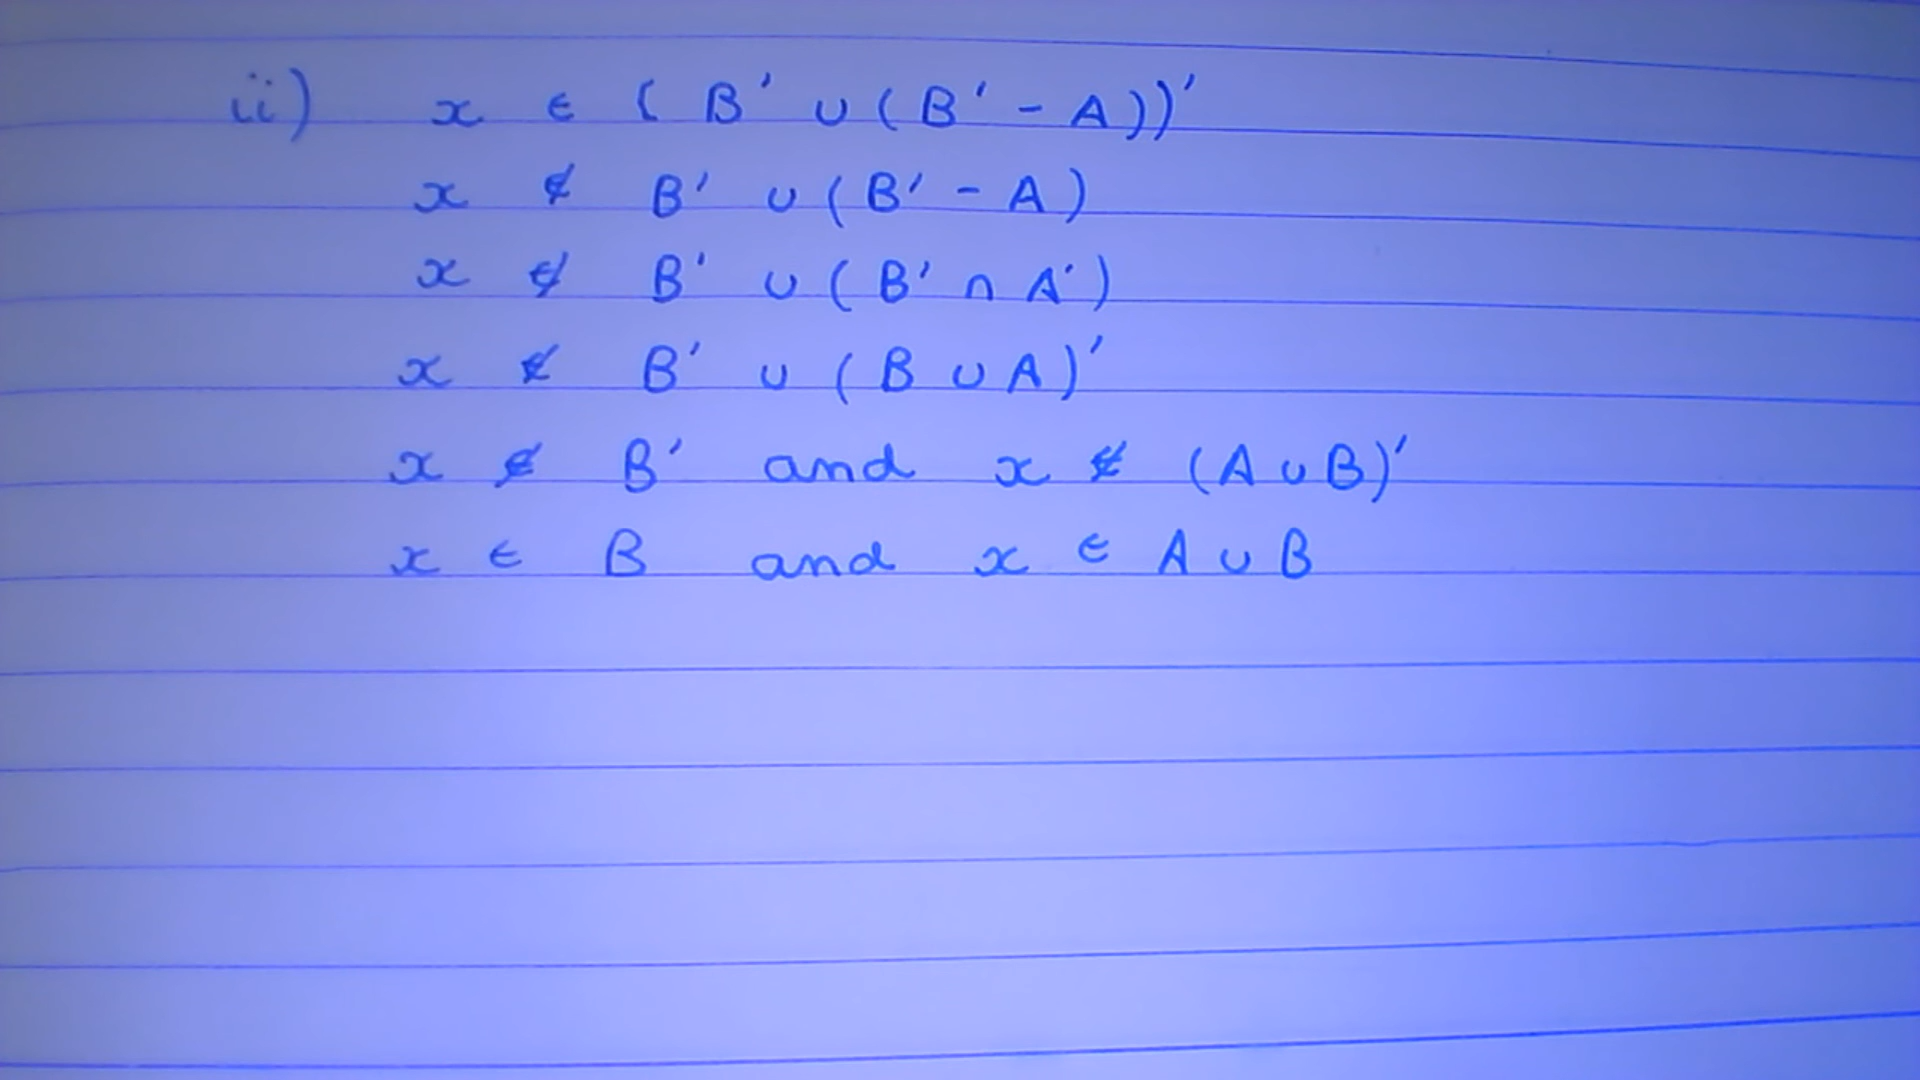 ii) x ∈ ( B' ∪ ( B' - A ))'
x ∉ B' ∪ ( B' - A )
x ∉ B' ∪ ( B' ∩ A' )
x ∉ B' ∪ ( B ∪ A )'
x ∉ B' and x ∉ ( A ∪ B )'
x ∈ B and x ∈ A ∪ B